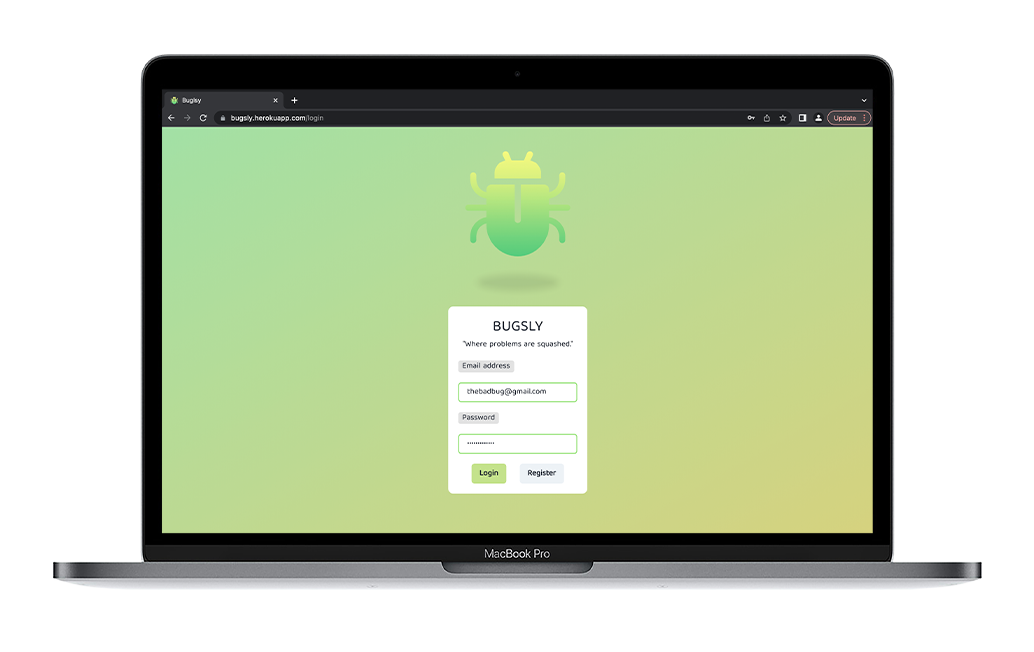 Buglsy
bugsly.herokuapp.com/login
Update
BUGSLY
"Where problems are squashed."
Email address
thebadbug@gmail.com
Password
•••••••••••••
Login
Register
MacBook Pro